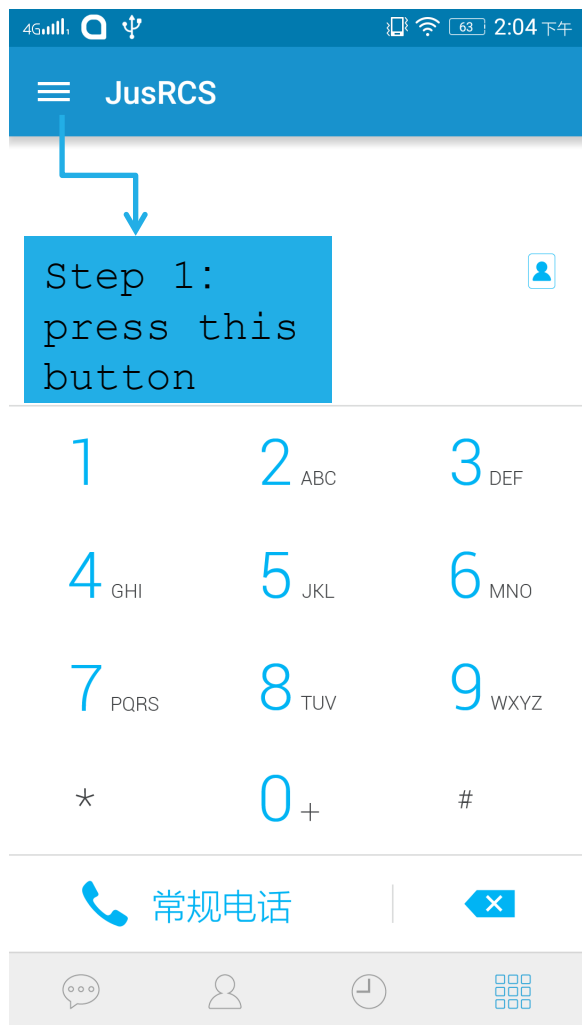 4G 63 2:04 下午
JusRCS
Step 1:
press this
button
1 2 ABC 3 DEF
4 GHI 5 JKL 6 MNO
7 PQRS 8 TUV 9 WXYZ
* 0 + #
常规电话